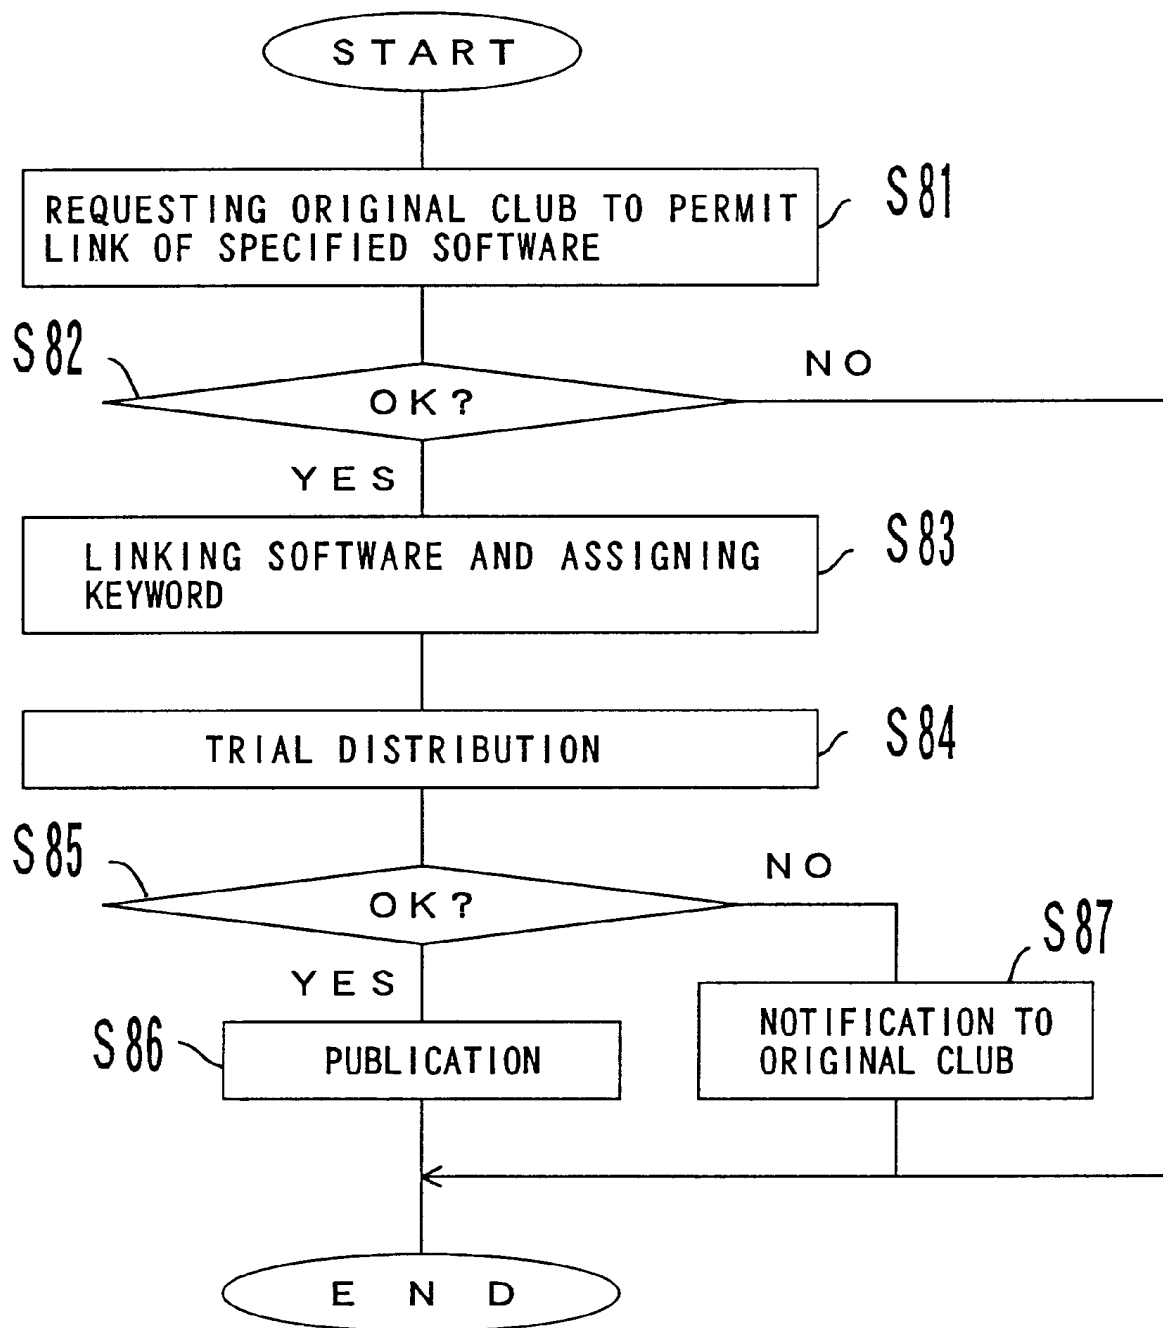 START
REQUESTING ORIGINAL CLUB TO PERMIT
LINK OF SPECIFIED SOFTWARE
S81
S82
OK?
NO
YES
LINKING SOFTWARE AND ASSIGNING
KEYWORD
S83
TRIAL DISTRIBUTION
S84
S85
OK?
NO
YES
S87
NOTIFICATION TO
ORIGINAL CLUB
S86
PUBLICATION
END